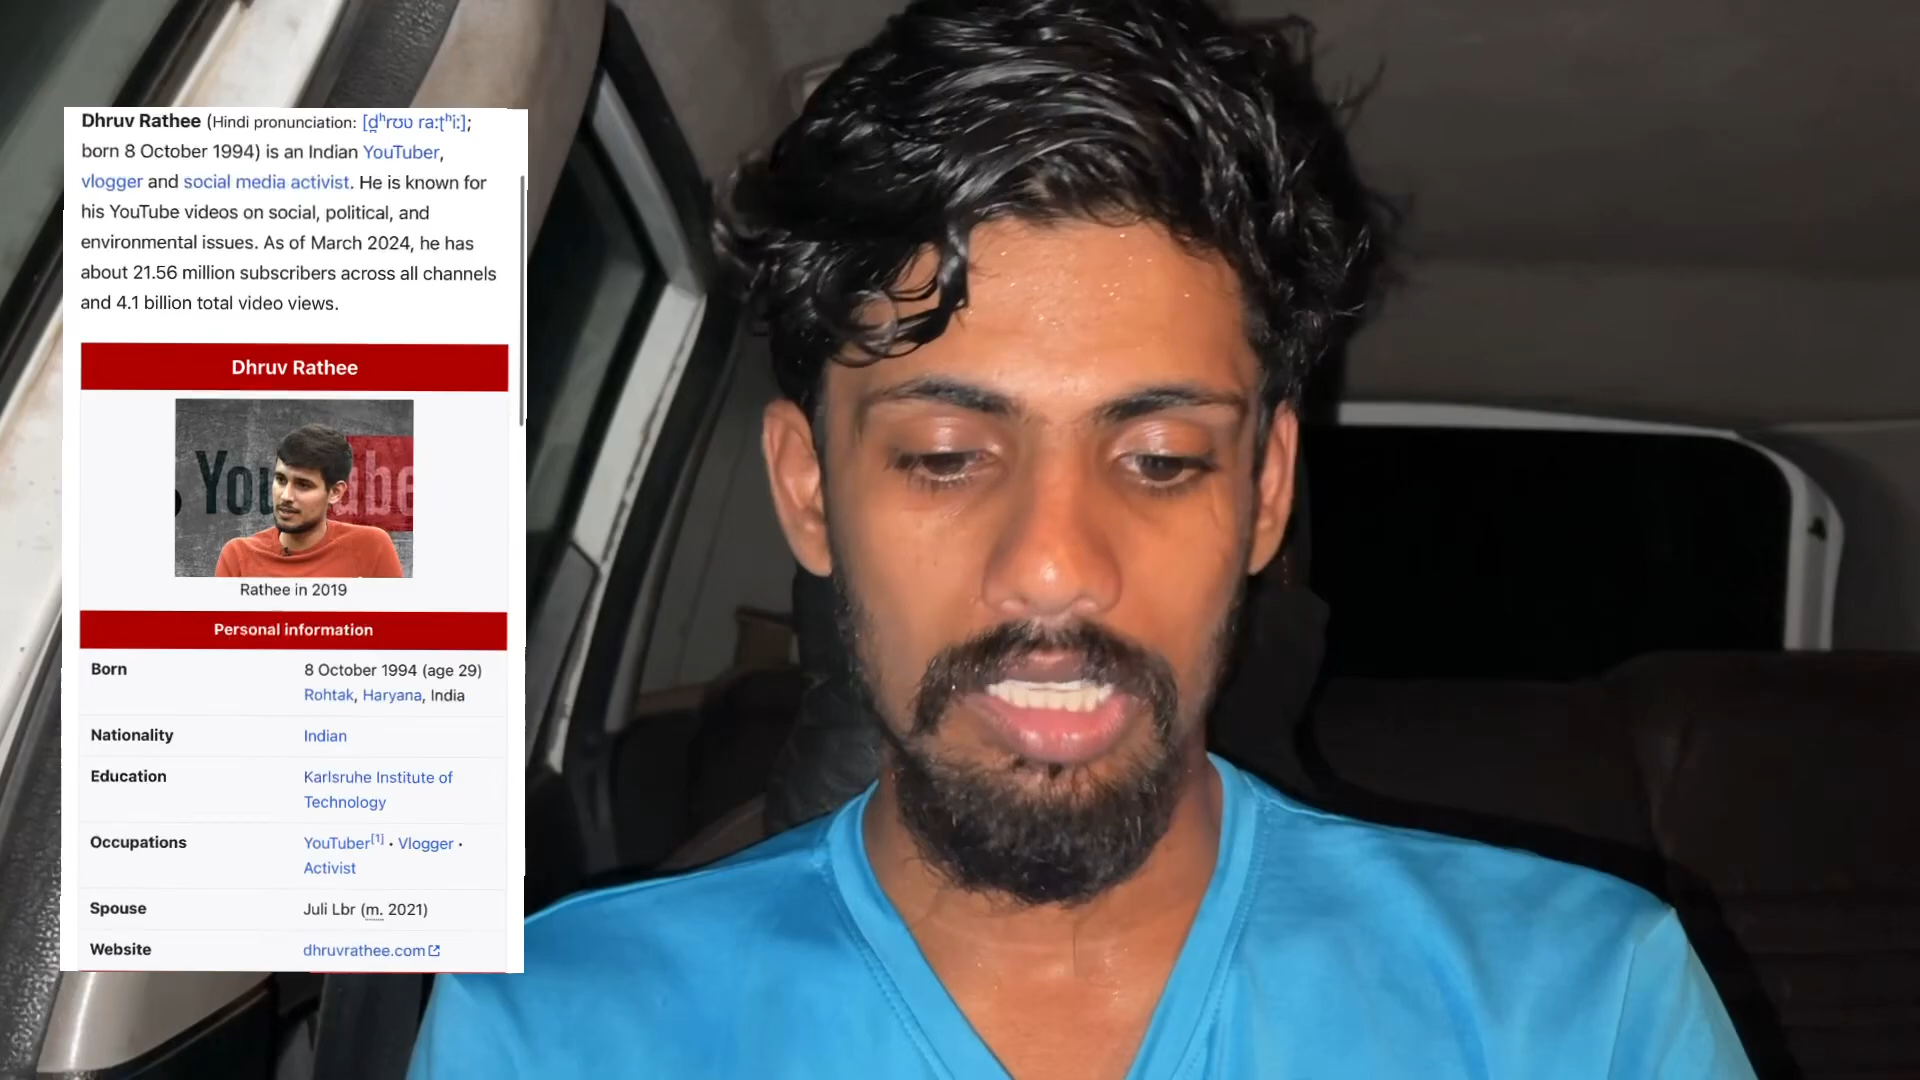 Dhruv Rathee (Hindi pronunciation: [d̪ʱrʊʋ raːʈʰiː];
born 8 October 1994) is an Indian YouTuber,
vlogger and social media activist. He is known for
his YouTube videos on social, political, and
environmental issues. As of March 2024, he has
about 21.56 million subscribers across all channels
and 4.1 billion total video views.
Dhruv Rathee
Rathee in 2019
Personal information
Born 8 October 1994 (age 29)
Rohtak, Haryana, India
Nationality Indian
Education Karlsruhe Institute of
Technology
Occupations YouTuber[1] · Vlogger ·
Activist
Spouse Juli Lbr (m. 2021)
Website dhruvrathee.com